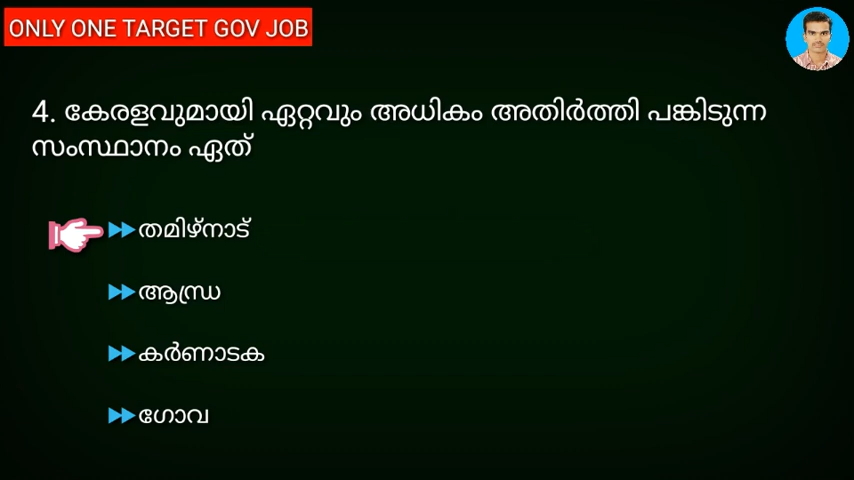 ONLY ONE TARGET GOV JOB
4. കേരളവുമായി ഏറ്റവും അധികം അതിർത്തി പങ്കിടുന്ന
സംസ്ഥാനം ഏത്
തമിഴ്നാട്
ആന്ധ്ര
കർണാടക
ഗോവ